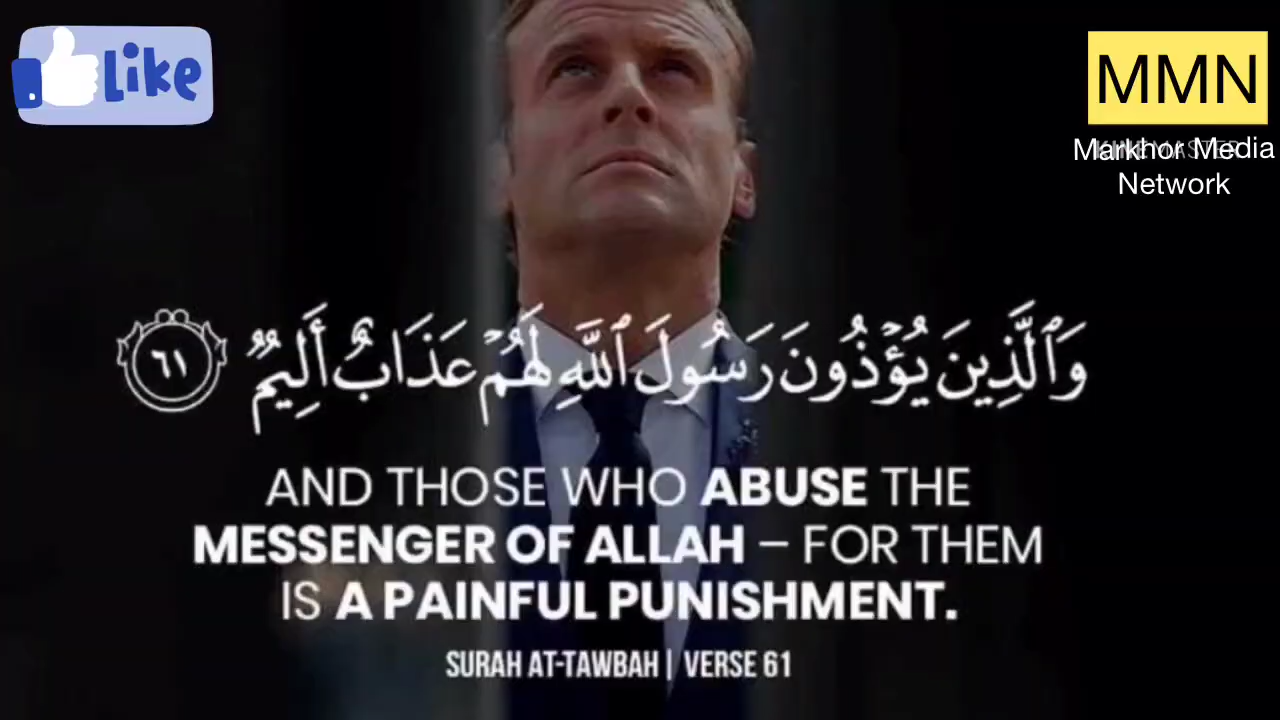 Like
MMN
Markhor Media
Network
وَٱلَّذِينَ يُؤۡذُونَ رَسُولَ ٱللَّهِ لَهُمۡ عَذَابٌ أَلِيمٞ ٦١
AND THOSE WHO ABUSE THE
MESSENGER OF ALLAH – FOR THEM
IS A PAINFUL PUNISHMENT.
SURAH AT-TAWBAH | VERSE 61